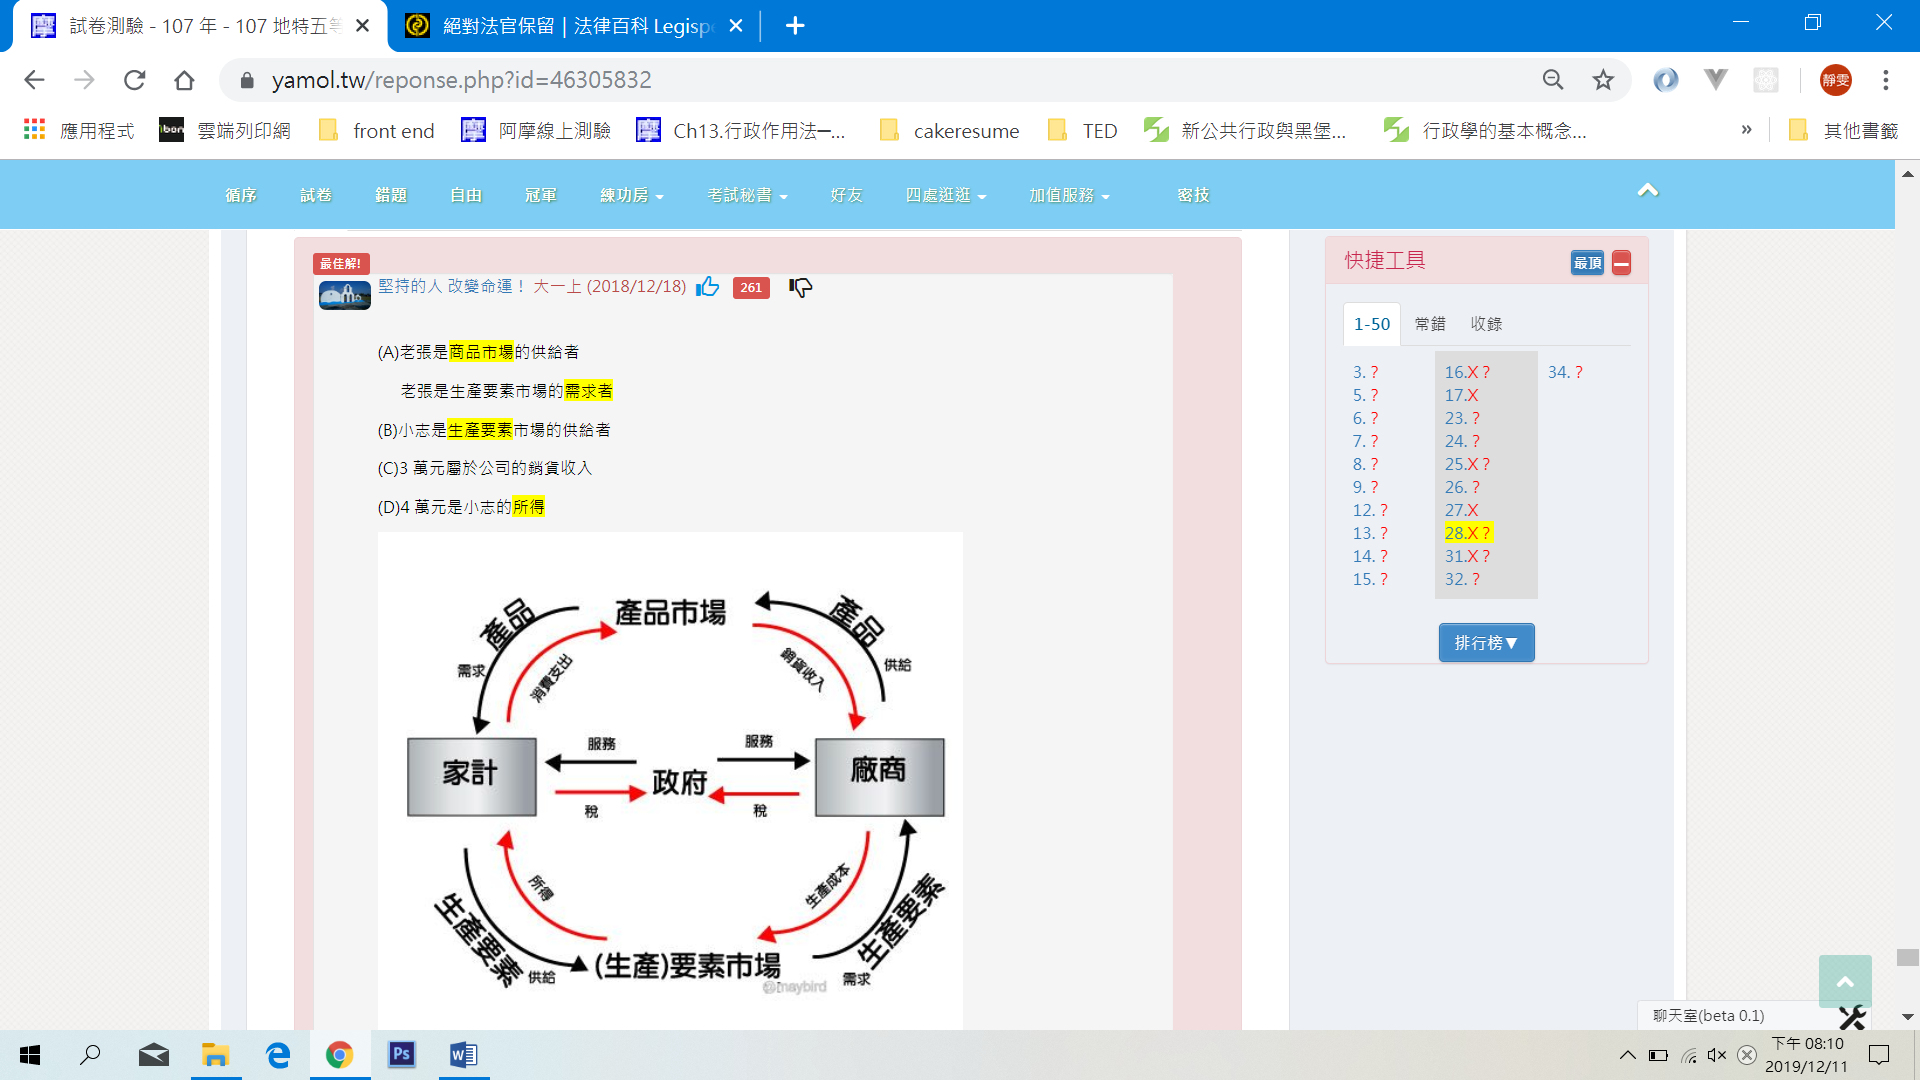 試卷測驗 - 107 年 - 107 地特五等
絕對法官保留 | 法律百科 Legispe
yamol.tw/reponse.php?id=46305832
靜雯
應用程式
ibon
雲端列印網
front end
摩
阿摩線上測驗
摩
Ch13.行政作用法─...
cakeresume
TED
新公共行政與黑堡...
行政學的基本概念...
»
其他書籤
循序
試卷
錯題
自由
冠軍
練功房
考試秘書
好友
四處逛逛
加值服務
密技
最佳解!
堅持的人 改變命運！ 大一上 (2018/12/18)
261
(A)老張是商品市場的供給者
老張是生產要素市場的需求者
(B)小志是生產要素市場的供給者
(C)3 萬元屬於公司的銷貨收入
(D)4 萬元是小志的所得
產品
產品市場
產品
需求
消費支出
銷貨收入
供給
家計
服務
服務
政府
稅
稅
廠商
所得
生產成本
生產要素
供給
(生產)要素市場
需求
生產要素
@maybird
快捷工具
最頂
1-50
常錯
收錄
3. ?
5. ?
6. ?
7. ?
8. ?
9. ?
12. ?
13. ?
14. ?
15. ?
16.X ?
17.X
23. ?
24. ?
25.X ?
26. ?
27.X
28.X ?
31.X ?
32. ?
34. ?
排行榜▼
聊天室(beta 0.1)
Ps
下午 08:10
2019/12/11